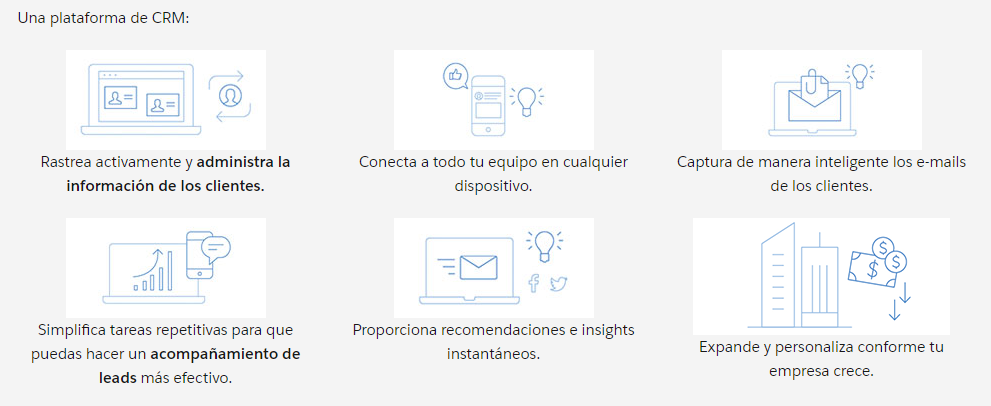 Una plataforma de CRM:
Rastrea activamente y administra la
información de los clientes.
Conecta a todo tu equipo en cualquier
dispositivo.
Captura de manera inteligente los e-mails
de los clientes.
Simplifica tareas repetitivas para que
puedas hacer un acompañamiento de
leads más efectivo.
Proporciona recomendaciones e insights
instantáneos.
$ $
$
Expande y personaliza conforme tu
empresa crece.